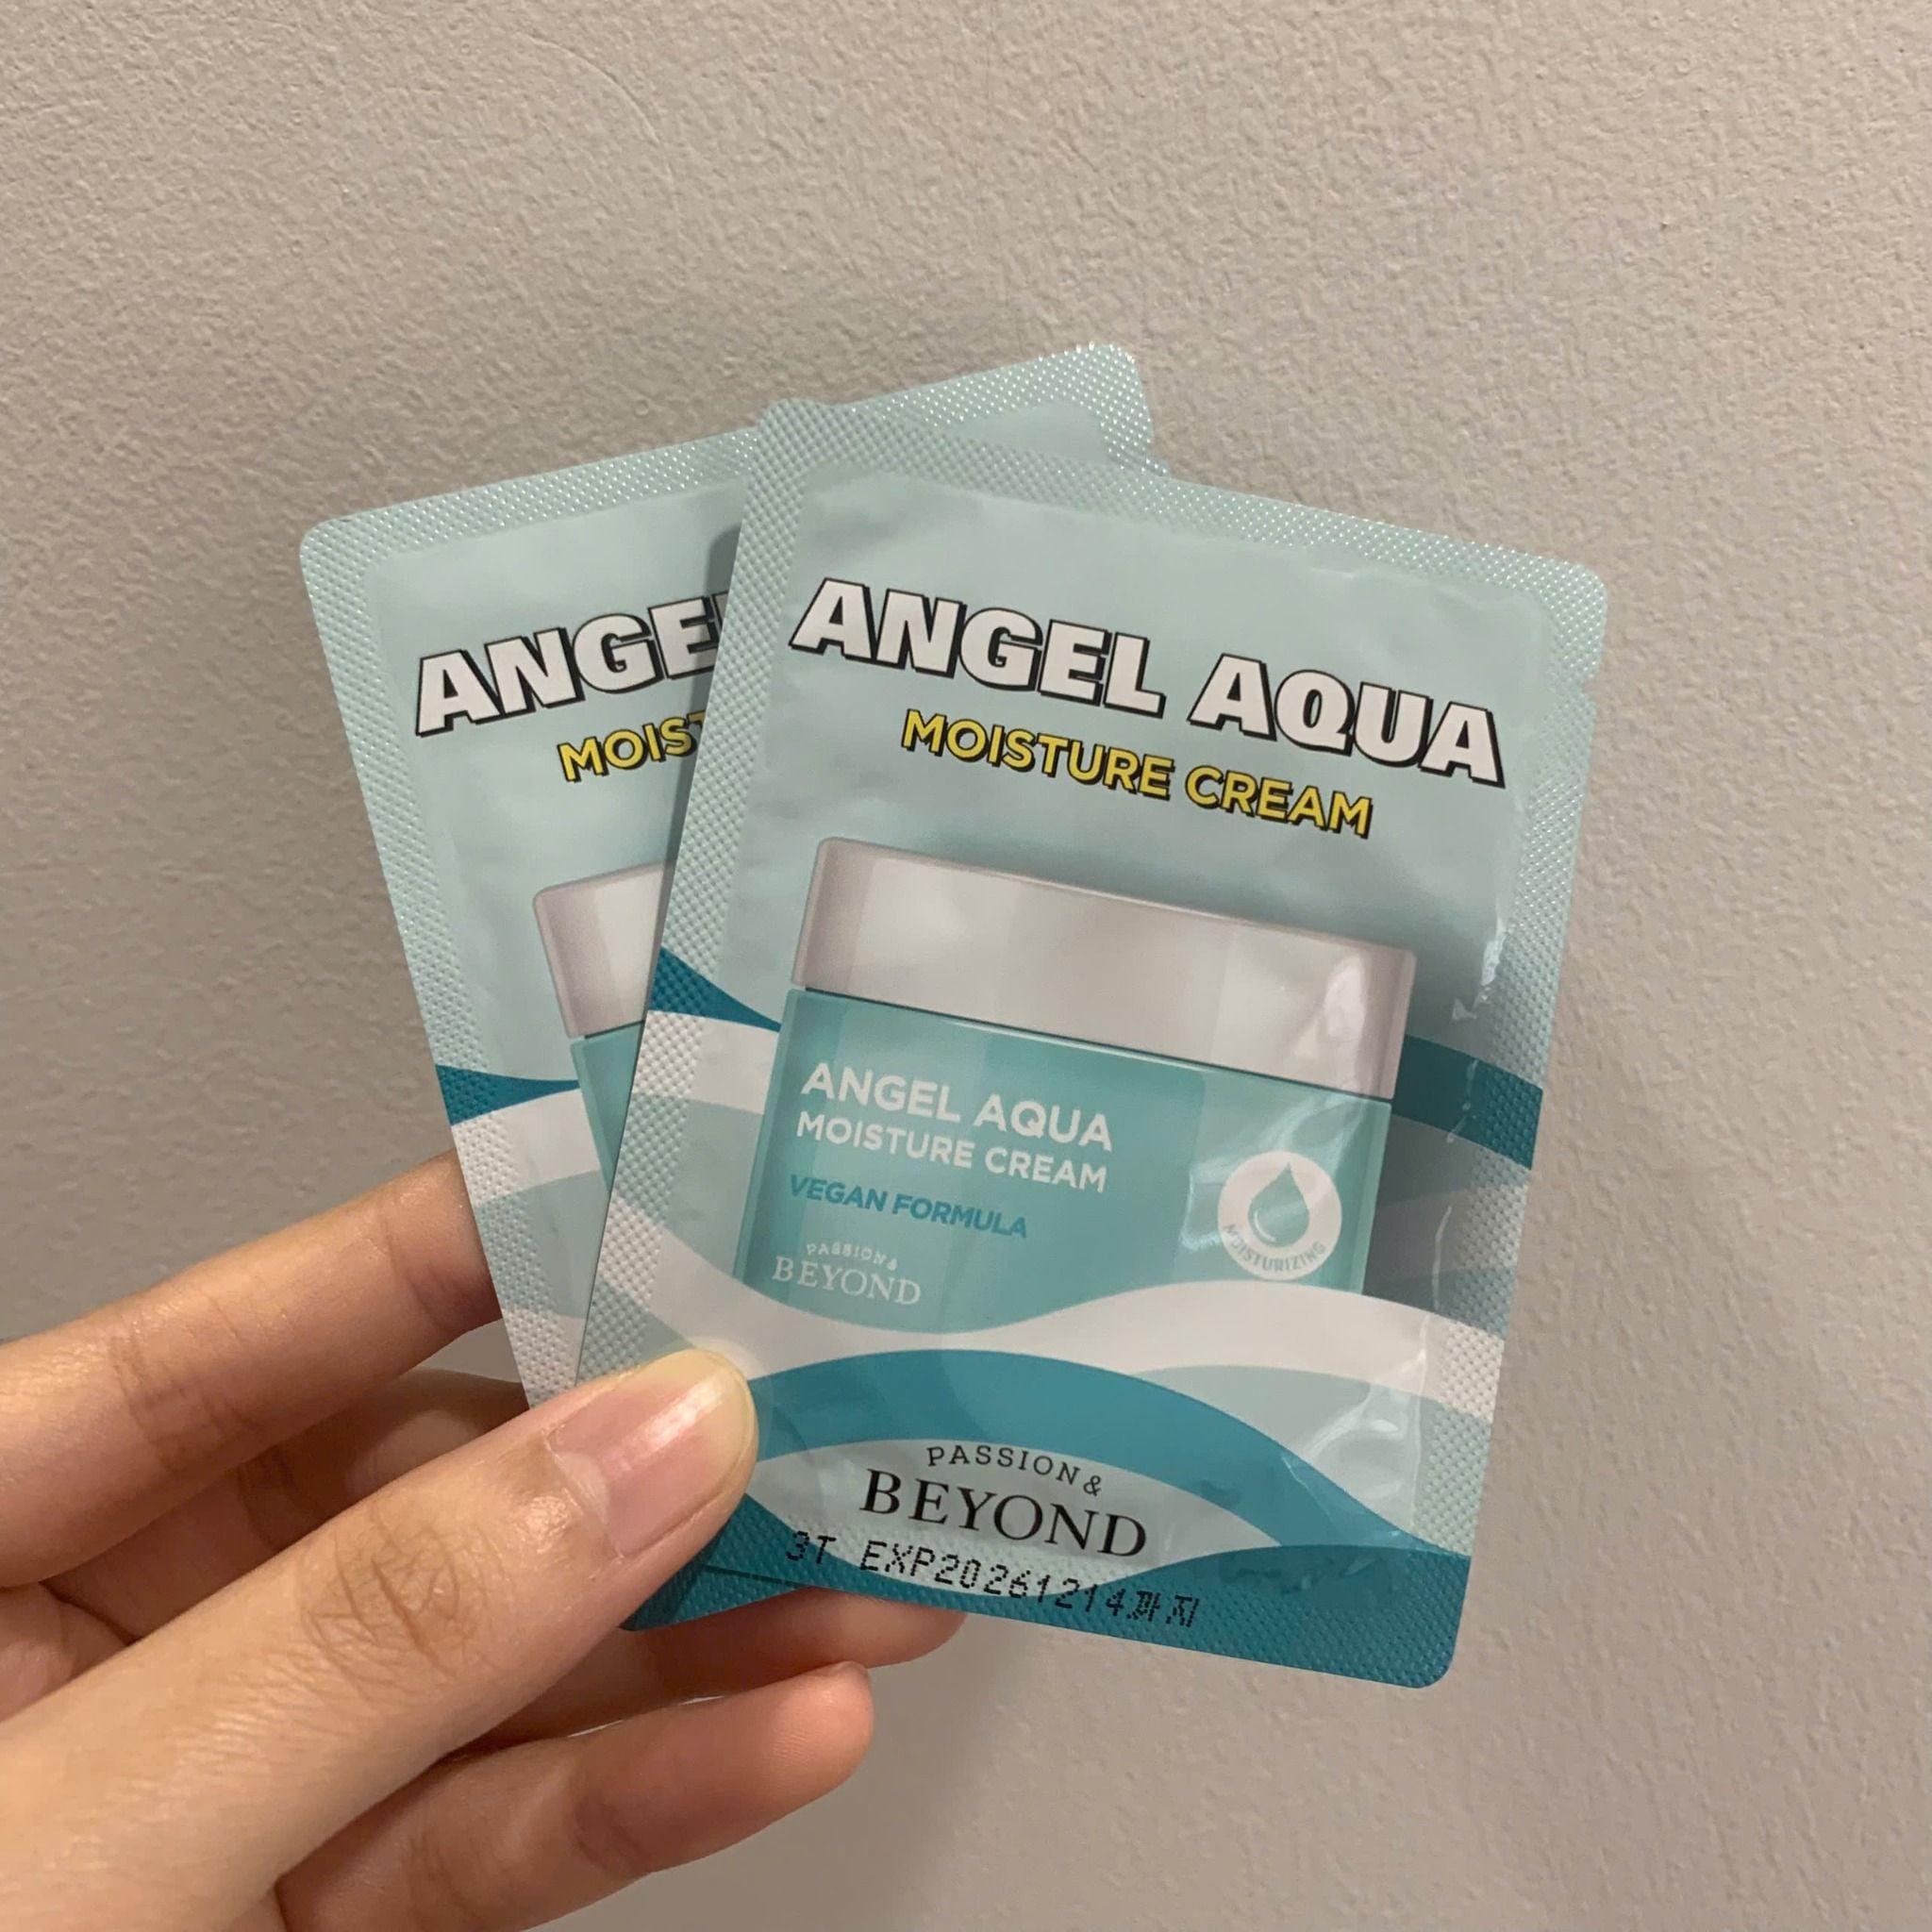 ANGE
MOIST
ANGEL AQUA
MOISTURE CREAM
ANGEL AQUA
MOISTURE CREAM
VEGAN FORMULA
PASSION&
BEYOND
MOISTURIZING
PASSION&
BEYOND
3T EXP20261214까지